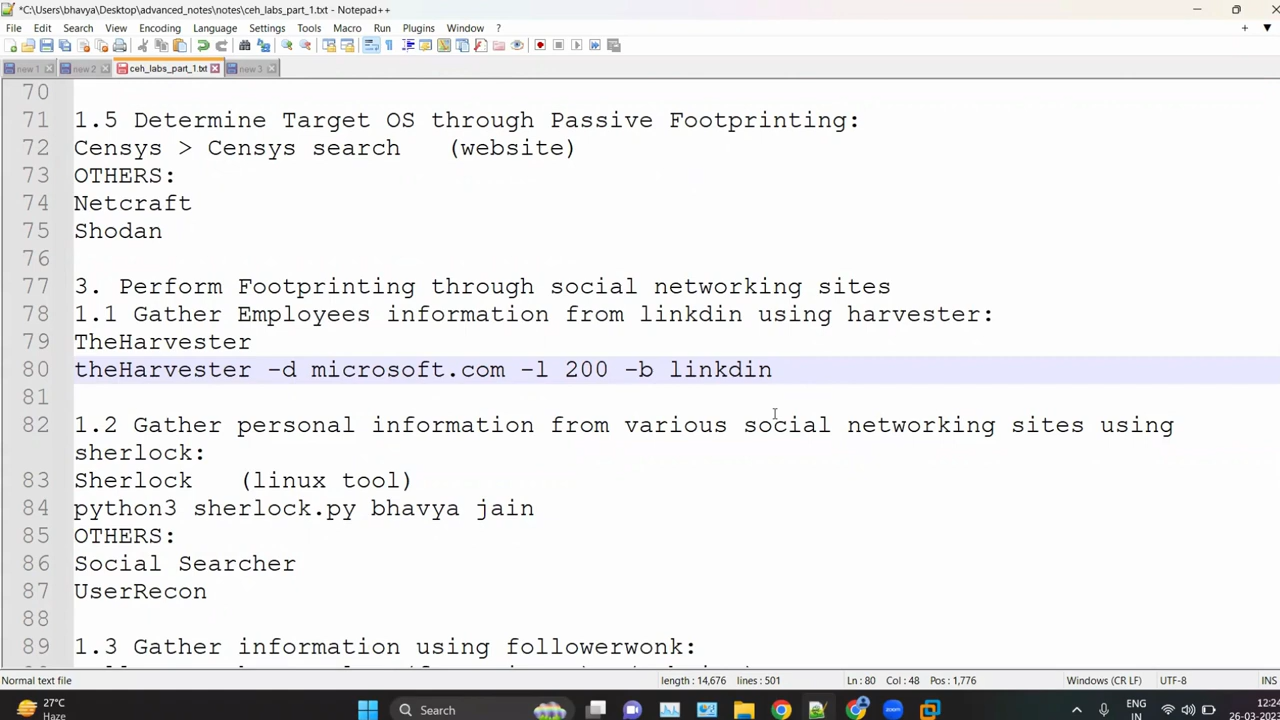 *C:\Users\bhavya\Desktop\advanced_notes\notes\ceh_labs_part_1.txt - Notepad++
File Edit Search View Encoding Language Settings Tools Macro Run Plugins Window ?
new 1 new 2 ceh_labs_part_1.txt new 3
70
71 1.5 Determine Target OS through Passive Footprinting:
72 Censys > Censys search (website)
73 OTHERS:
74 Netcraft
75 Shodan
76
77 3. Perform Footprinting through social networking sites
78 1.1 Gather Employees information from linkdin using harvester:
79 TheHarvester
80 theHarvester -d microsoft.com -l 200 -b linkdin
81
82 1.2 Gather personal information from various social networking sites using
sherlock:
83 Sherlock (linux tool)
84 python3 sherlock.py bhavya jain
85 OTHERS:
86 Social Searcher
87 UserRecon
88
89 1.3 Gather information using followerwonk:
Normal text file length : 14,676 lines : 501 Ln : 80 Col : 48 Pos : 1,776 Windows (CR LF) UTF-8 INS
27°C
Haze
Search
ENG
IN